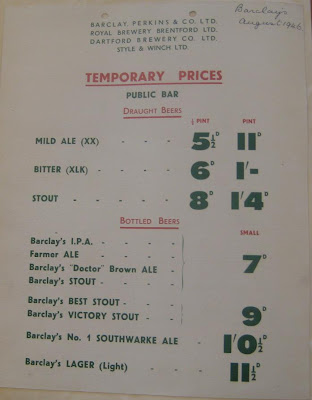 Barclay's
August 1946
BARCLAY, PERKINS & CO. LTD.
ROYAL BREWERY BRENTFORD LTD.
DARTFORD BREWERY CO. LTD.
STYLE & WINCH LTD.
TEMPORARY PRICES
PUBLIC BAR
DRAUGHT BEERS
½ PINT PINT
MILD ALE (XX) - - - 5½D 11D
BITTER (XLK) - - - 6D 1'-
STOUT - - - - - 8D 1'4D
BOTTLED BEERS
SMALL
Barclay's I.P.A. - - - -
Farmer ALE - - - -
Barclay's "Doctor" Brown ALE - - 7D
Barclay's STOUT - - - -
Barclay's BEST STOUT - - -
Barclay's VICTORY STOUT - - 9D
Barclay's No. 1 SOUTHWARKE ALE - 1'0½D
Barclay's LAGER (Light) - - - 11½D